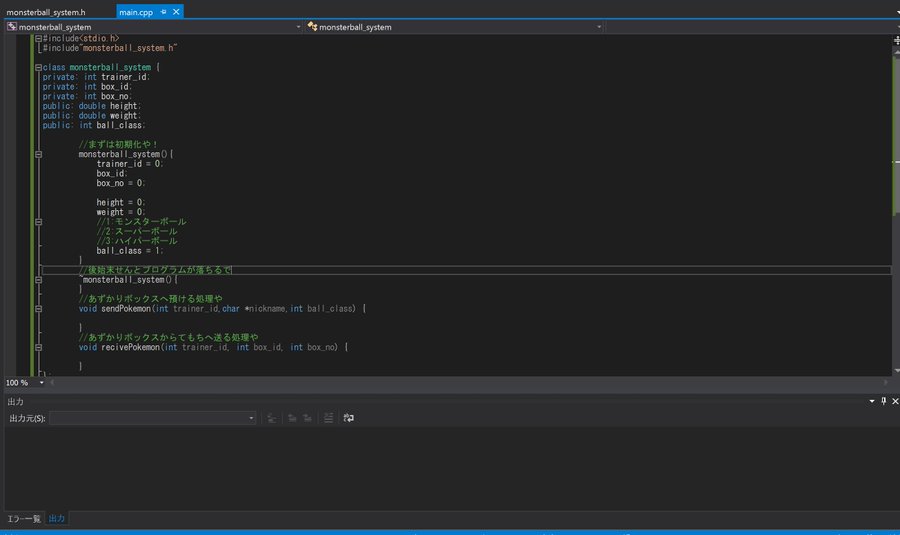 monsterball_system.h
main.cpp
monsterball_system
monsterball_system
#include<stdio.h>
#include"monsterball_system.h"
class monsterball_system {
private: int trainer_id;
private: int box_id;
private: int box_no;
public: double height;
public: double weight;
public: int ball_class;
//まずは初期化や！
monsterball_system(){
trainer_id = 0;
box_id;
box_no = 0;
height = 0;
weight = 0;
//1:モンスターボール
//2:スーパーボール
//3:ハイパーボール
ball_class = 1;
}
//後始末せんとプログラムが落ちるで
~monsterball_system(){
}
//あずかりボックスへ預ける処理や
void sendPokemon(int trainer_id,char *nickname,int ball_class) {
}
//あずかりボックスからてもちへ送る処理や
void recivePokemon(int trainer_id, int box_id, int box_no) {
}
};
100 %
出力
出力元(S):
エラー一覧
出力